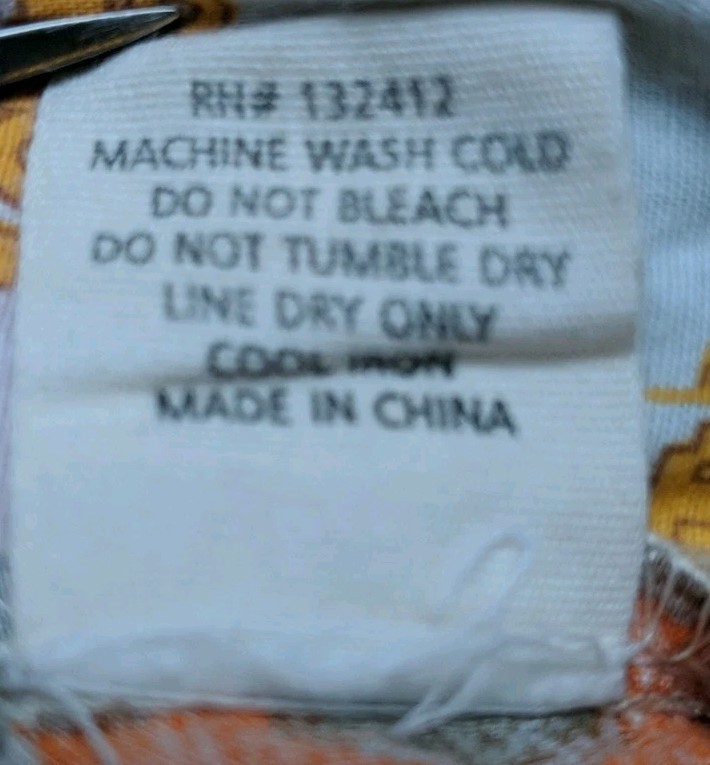 RH# 132412
MACHINE WASH COLD
DO NOT BLEACH
DO NOT TUMBLE DRY
LINE DRY ONLY
COOL IRON
MADE IN CHINA